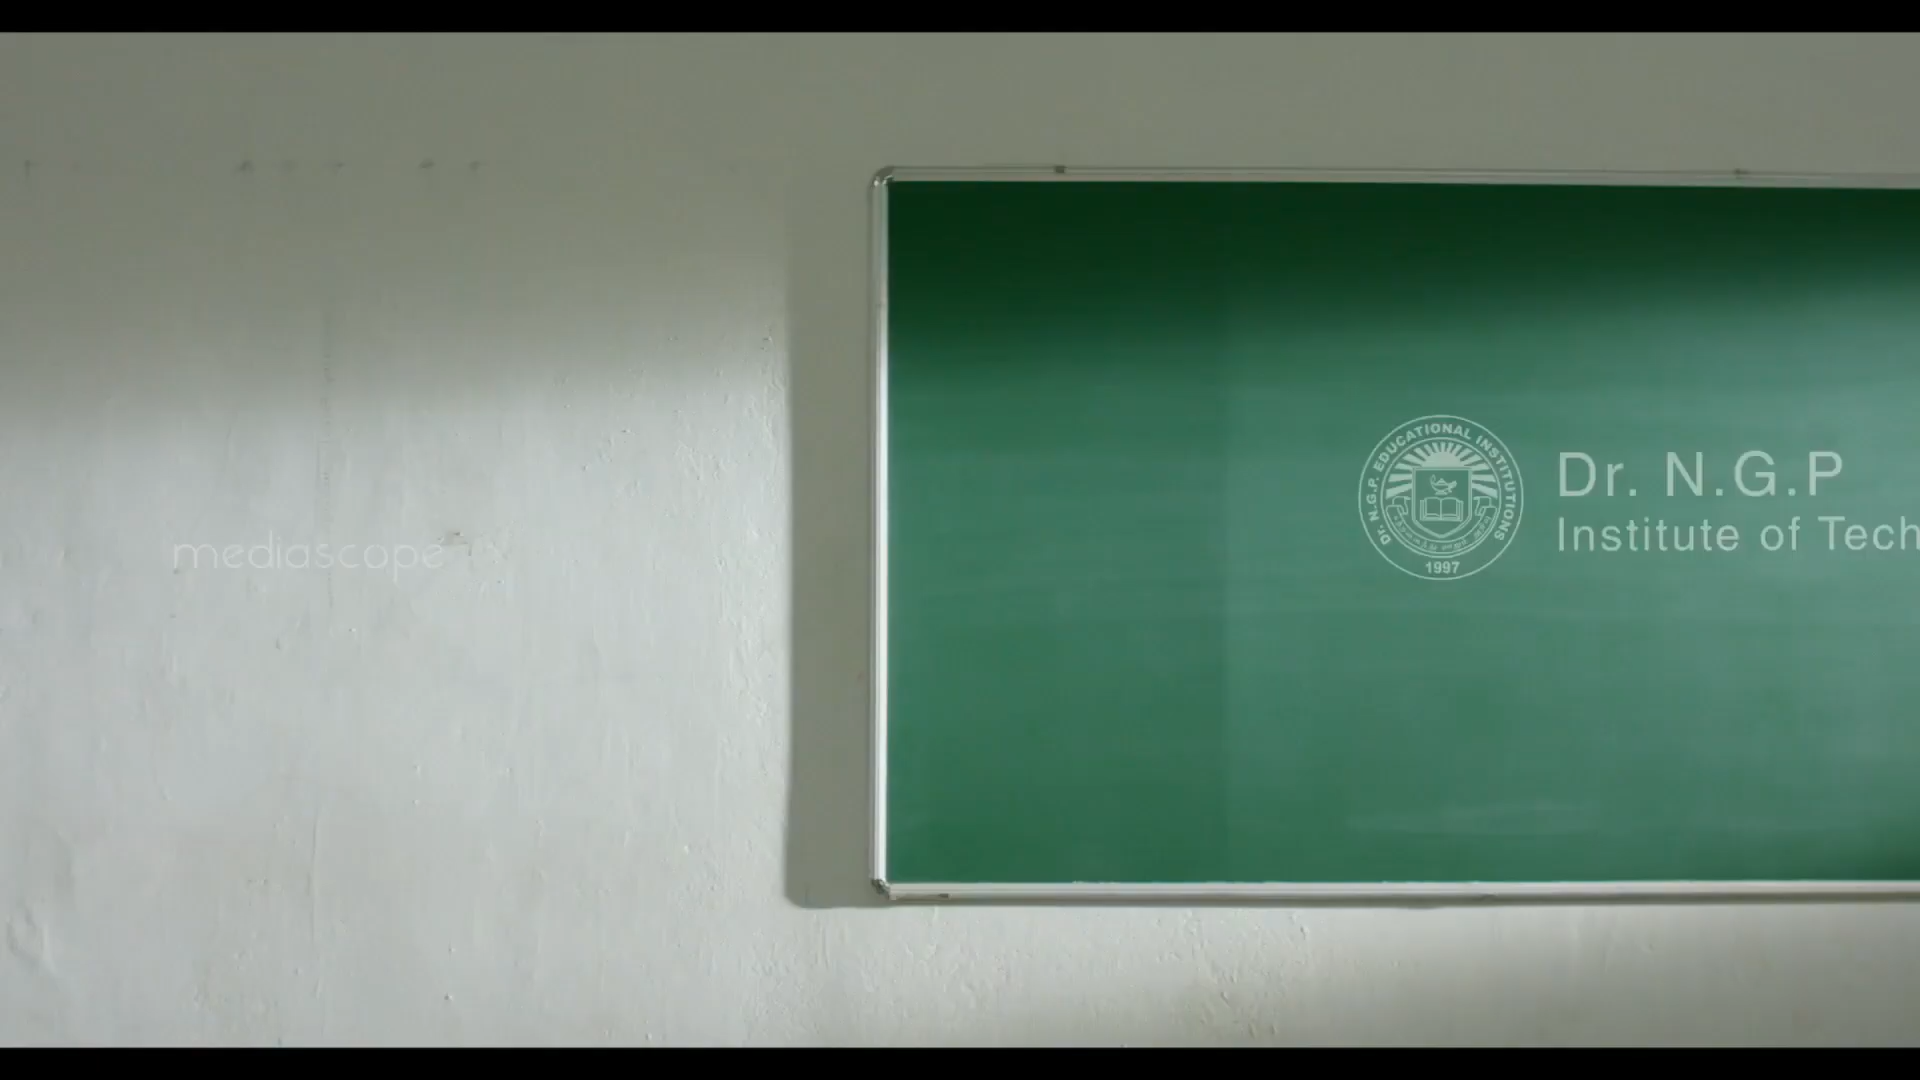 mediascope
Dr. N.G.P. EDUCATIONAL INSTITUTIONS
1997
Dr. N.G.P
Institute of Tech